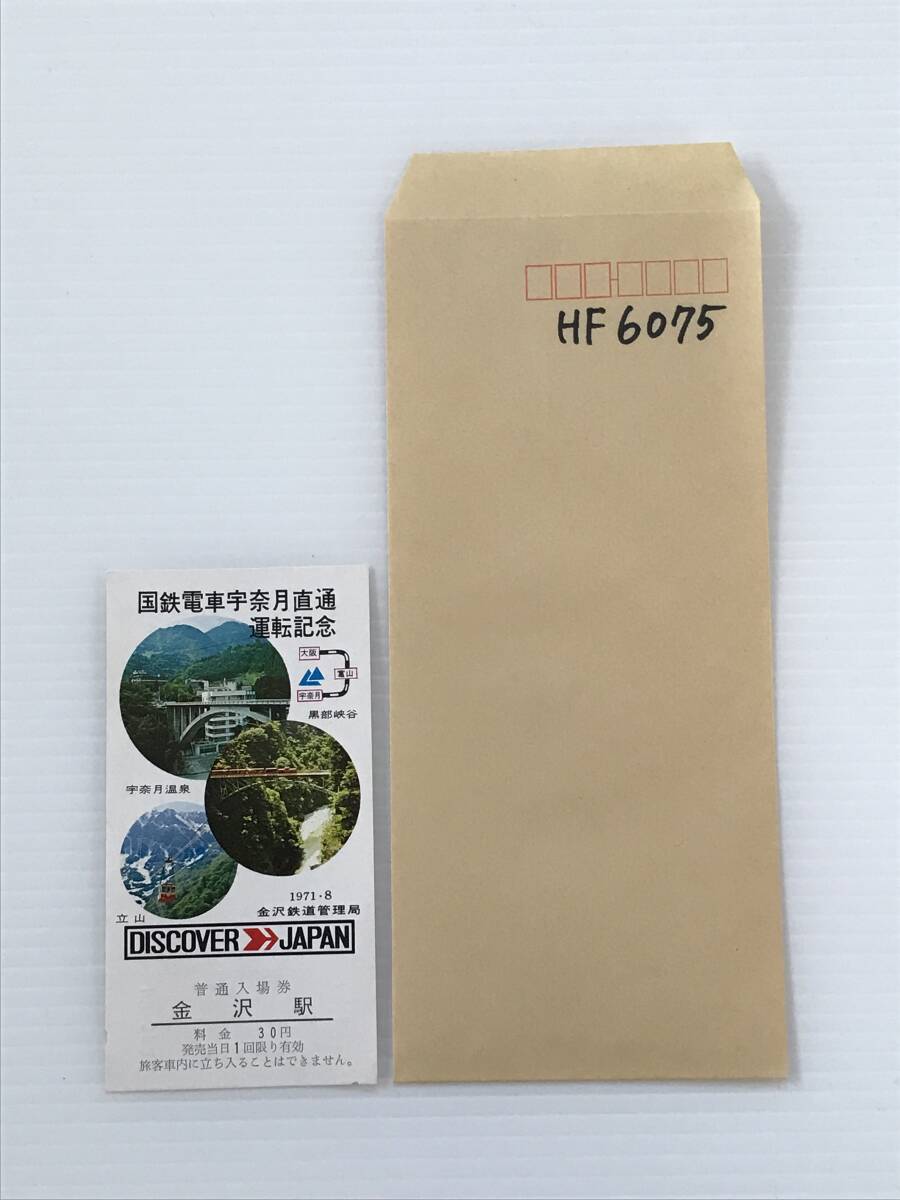 HF 6075
国鉄電車宇奈月直通
運転記念
大阪
富山
宇奈月
黒部峡谷
宇奈月温泉
立山
1971・8
金沢鉄道管理局
DISCOVER JAPAN
普通入場券
金沢駅
料金 30円
発売当日1回限り有効
旅客車内に立ち入ることはできません。